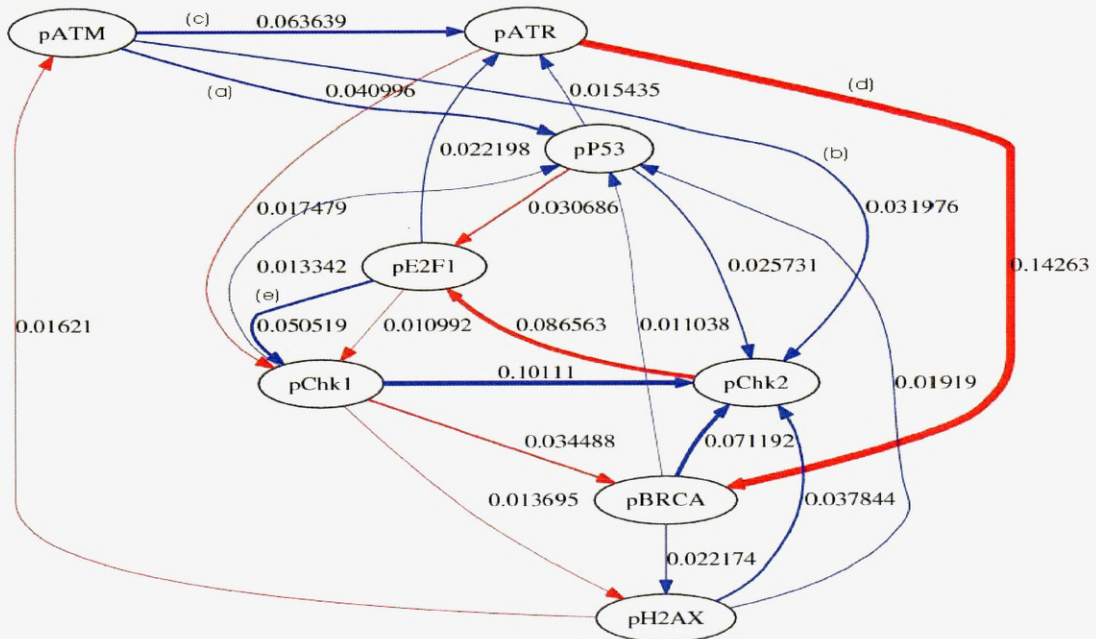 (c) 0.063639
pATM pATR
(a) 0.040996 0.015435 (d)
0.022198 pP53 (b)
0.017479 0.030686 0.031976
0.013342 pE2F1 0.025731 0.14263
(e)
0.01621 0.050519 0.010992 0.086563 0.011038
pChk1 0.10111 pChk2 0.01919
0.034488 0.071192
0.013695 pBRCA 0.037844
0.022174
pH2AX